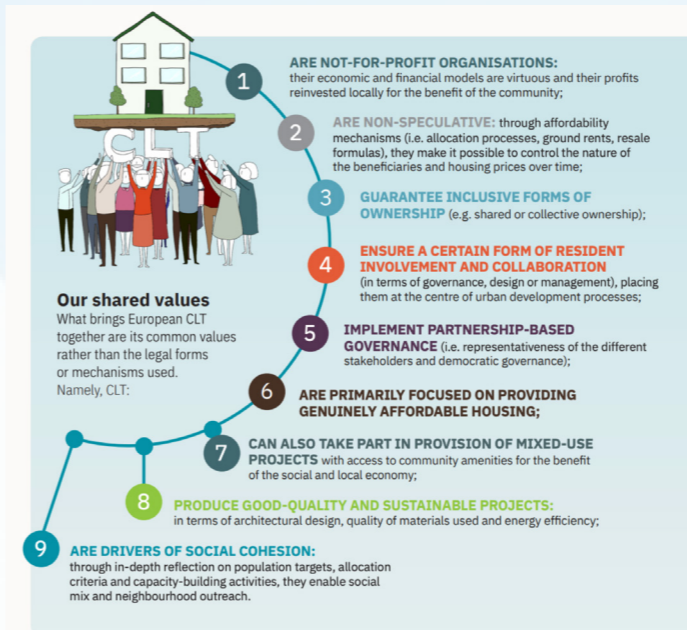 CLT
Our shared values
What brings European CLT
together are its common values
rather than the legal forms
or mechanisms used.
Namely, CLT:
1
ARE NOT-FOR-PROFIT ORGANISATIONS:
their economic and financial models are virtuous and their profits
reinvested locally for the benefit of the community;
2
ARE NON-SPECULATIVE: through affordability
mechanisms (i.e. allocation processes, ground rents, resale
formulas), they make it possible to control the nature of
the beneficiaries and housing prices over time;
3
GUARANTEE INCLUSIVE FORMS OF
OWNERSHIP (e.g. shared or collective ownership);
4
ENSURE A CERTAIN FORM OF RESIDENT
INVOLVEMENT AND COLLABORATION
(in terms of governance, design or management), placing
them at the centre of urban development processes;
5
IMPLEMENT PARTNERSHIP-BASED
GOVERNANCE (i.e. representativeness of the different
stakeholders and democratic governance);
6
ARE PRIMARILY FOCUSED ON PROVIDING
GENUINELY AFFORDABLE HOUSING;
7
CAN ALSO TAKE PART IN PROVISION OF MIXED-USE
PROJECTS with access to community amenities for the benefit
of the social and local economy;
8
PRODUCE GOOD-QUALITY AND SUSTAINABLE PROJECTS:
in terms of architectural design, quality of materials used and energy efficiency;
9
ARE DRIVERS OF SOCIAL COHESION:
through in-depth reflection on population targets, allocation
criteria and capacity-building activities, they enable social
mix and neighbourhood outreach.